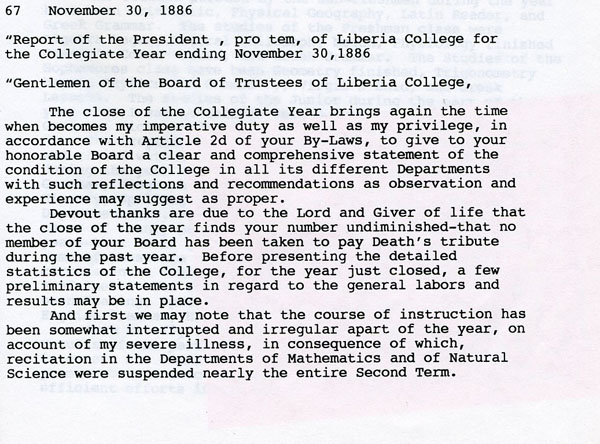 67   November 30, 1886
"Report of the President , pro tem, of Liberia College for
the Collegiate Year ending November 30,1886
"Gentlemen of the Board of Trustees of Liberia College,
The close of the Collegiate Year brings again the time
when becomes my imperative duty as well as my privilege, in
accordance with Article 2d of your By-Laws, to give to your
honorable Board a clear and comprehensive statement of the
condition of the College in all its different Departments
with such reflections and recommendations as observation and
experience may suggest as proper.
Devout thanks are due to the Lord and Giver of life that
the close of the year finds your number undiminished-that no
member of your Board has been taken to pay Death's tribute
during the past year.  Before presenting the detailed
statistics of the College, for the year just closed, a few
preliminary statements in regard to the general labors and
results may be in place.
And first we may note that the course of instruction has
been somewhat interrupted and irregular apart of the year, on
account of my severe illness, in consequence of which,
recitation in the Departments of Mathematics and of Natural
Science were suspended nearly the entire Second Term.